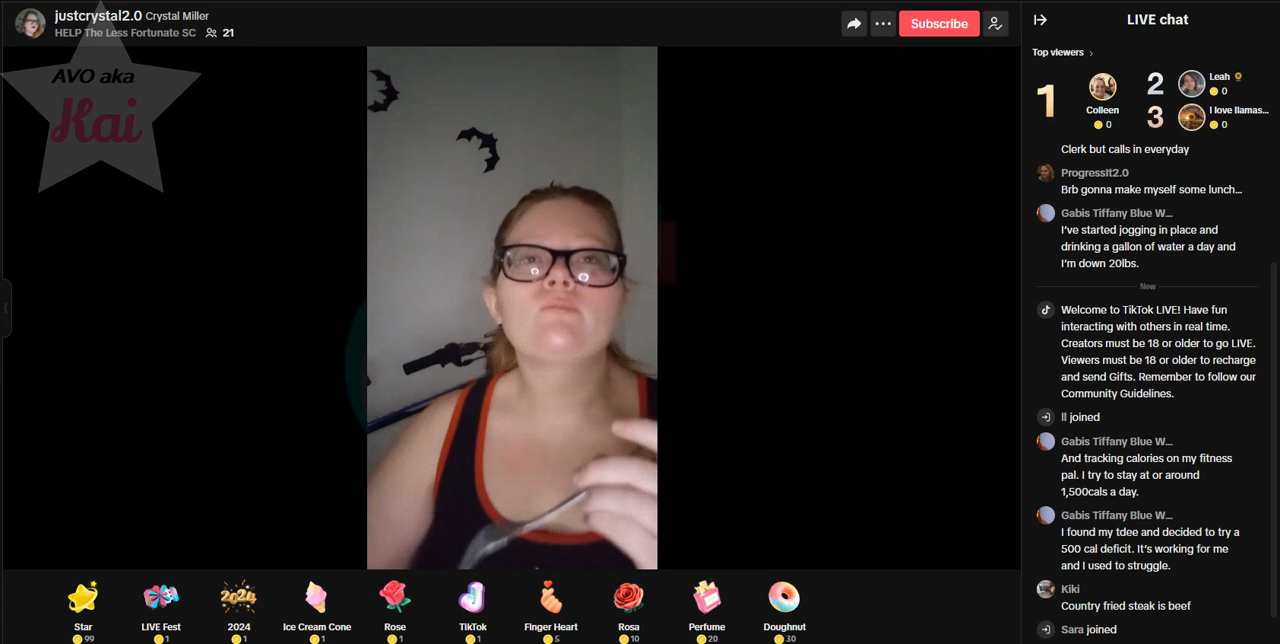 justcrystal2.0 Crystal Miller
HELP The Less Fortunate SC 21
Subscribe
AVO aka
Kai
LIVE chat
Top viewers
1
Colleen
0
2
Leah
0
3
I love llamas...
0
Clerk but calls in everyday
ProgressIt2.0
Brb gonna make myself some lunch...
Gabis Tiffany Blue W...
I've started jogging in place and
drinking a gallon of water a day and
I'm down 20lbs.
Now
Welcome to TikTok LIVE! Have fun
interacting with others in real time.
Creators must be 18 or older to go LIVE.
Viewers must be 18 or older to recharge
and send Gifts. Remember to follow our
Community Guidelines.
ll joined
Gabis Tiffany Blue W...
And tracking calories on my fitness
pal. I try to stay at or around
1,500cals a day.
Gabis Tiffany Blue W...
I found my tdee and decided to try a
500 cal deficit. It's working for me
and I used to struggle.
Kiki
Country fried steak is beef
Sara joined
2024
Star
99
LIVE Fest
1
2024
1
Ice Cream Cone
1
Rose
1
TikTok
1
Finger Heart
5
Rosa
10
Perfume
20
Doughnut
30